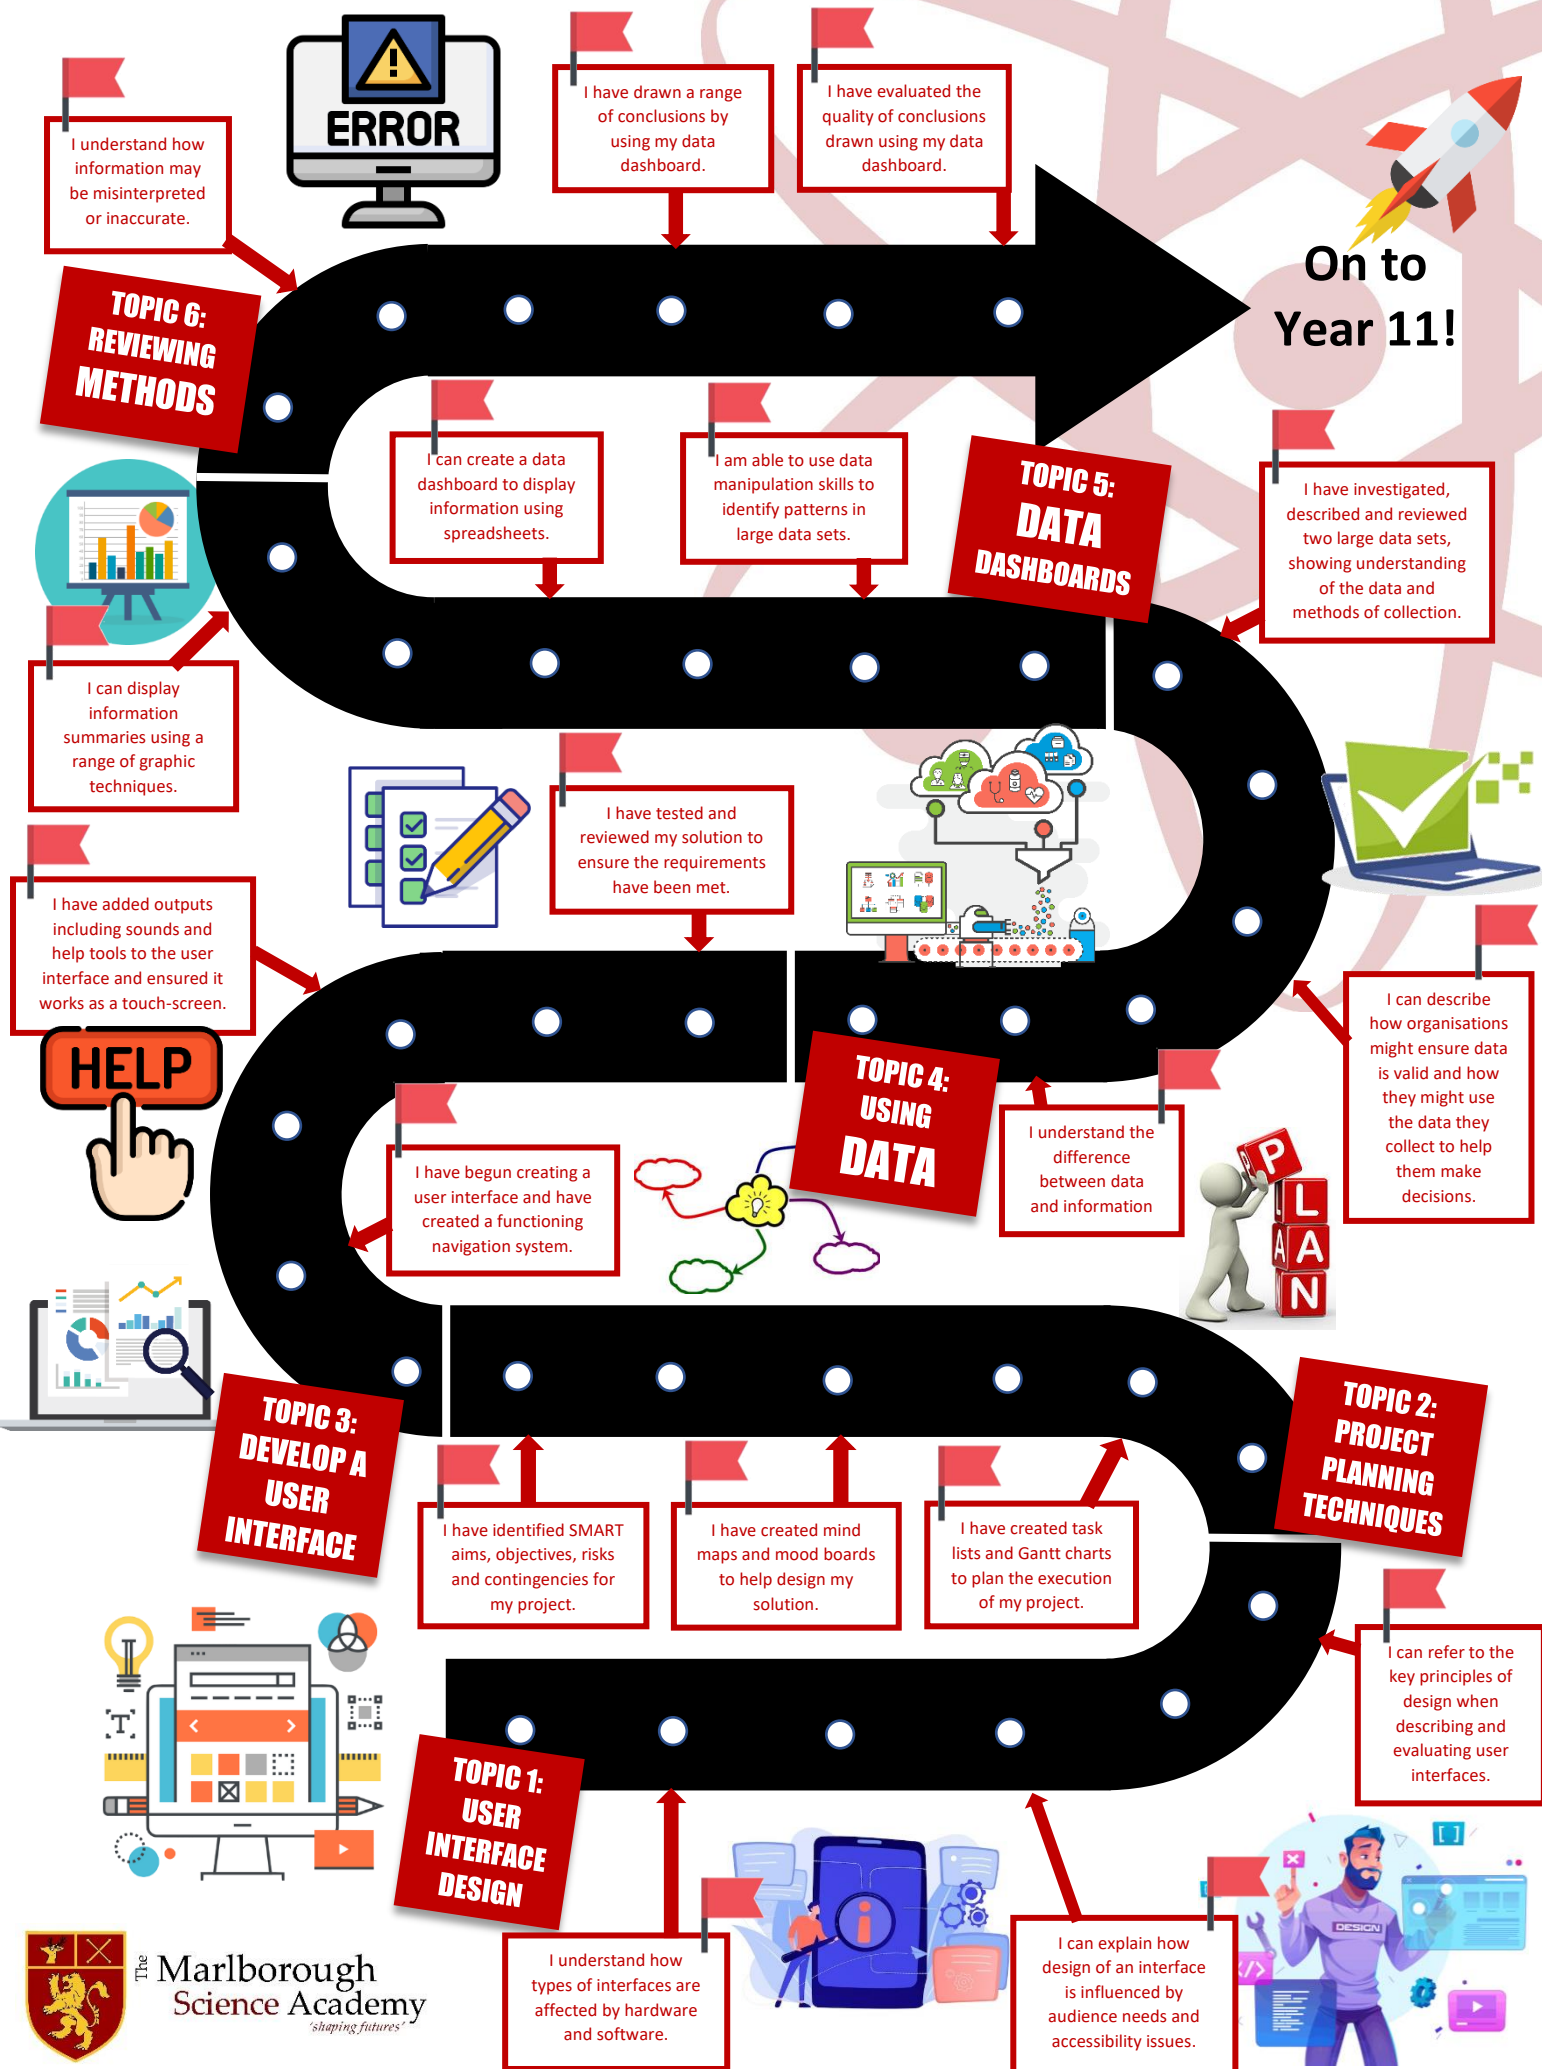 ERROR
I have drawn a range
of conclusions by
using my data
dashboard.
I have evaluated the
quality of conclusions
drawn using my data
dashboard.
I understand how
information may
be misinterpreted
or inaccurate.
On to
Year 11!
TOPIC 6:
REVIEWING
METHODS
I can create a data
dashboard to display
information using
spreadsheets.
I am able to use data
manipulation skills to
identify patterns in
large data sets.
TOPIC 5:
DATA
DASHBOARDS
I have investigated,
described and reviewed
two large data sets,
showing understanding
of the data and
methods of collection.
I can display
information
summaries using a
range of graphic
techniques.
I have tested and
reviewed my solution to
ensure the requirements
have been met.
I have added outputs
including sounds and
help tools to the user
interface and ensured it
works as a touch-screen.
HELP
I can describe
how organisations
might ensure data
is valid and how
they might use
the data they
collect to help
them make
decisions.
TOPIC 4:
USING
DATA
I understand the
difference
between data
and information
I have begun creating a
user interface and have
created a functioning
navigation system.
P
L
A A
N
TOPIC 3:
DEVELOP A
USER
INTERFACE
TOPIC 2:
PROJECT
PLANNING
TECHNIQUES
I have identified SMART
aims, objectives, risks
and contingencies for
my project.
I have created mind
maps and mood boards
to help design my
solution.
I have created task
lists and Gantt charts
to plan the execution
of my project.
I can refer to the
key principles of
design when
describing and
evaluating user
interfaces.
T
TOPIC 1:
USER
INTERFACE
DESIGN
I understand how
types of interfaces are
affected by hardware
and software.
I can explain how
design of an interface
is influenced by
audience needs and
accessibility issues.
DESIGN
The Marlborough
Science Academy
'shaping futures'